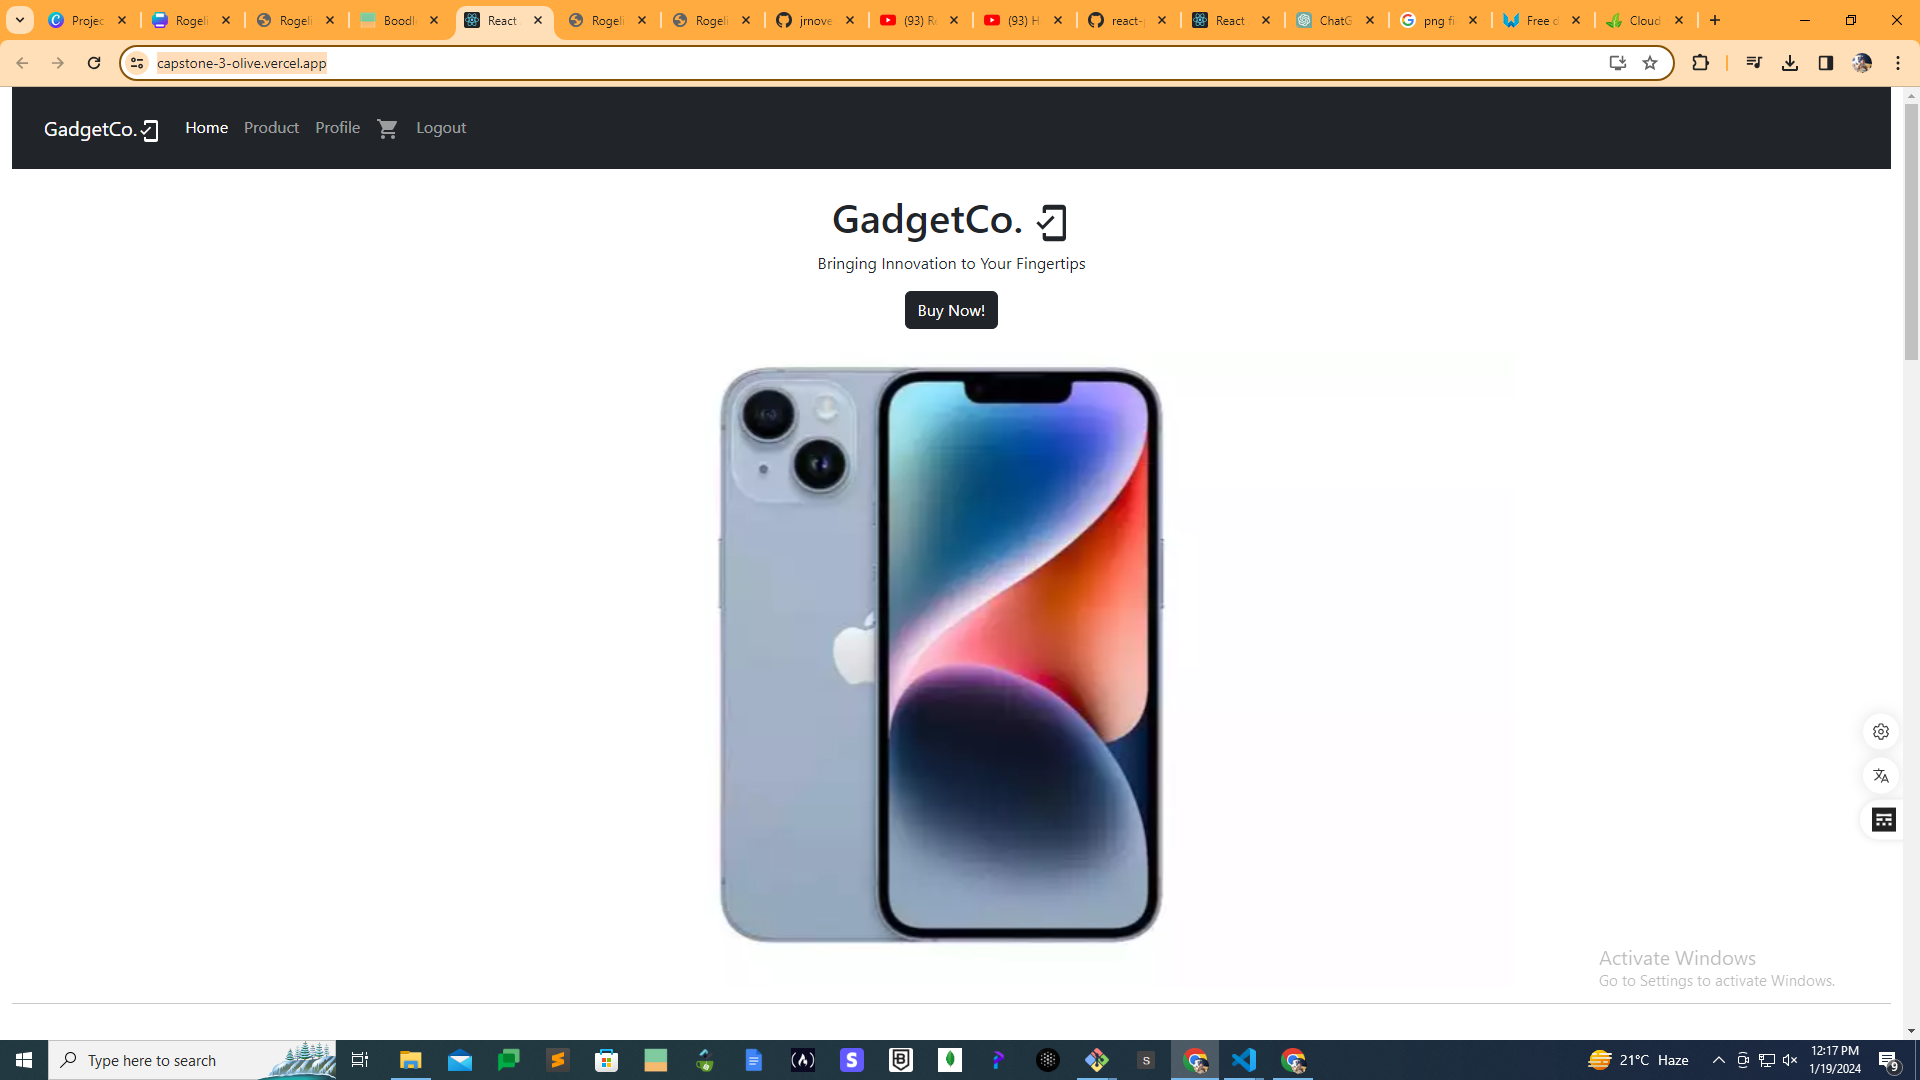 Projec
Rogeli
Rogeli
Boodle
React
Rogeli
Rogeli
jrnove
(93) R
(93) H
react-p
React
ChatG
png fi
Free d
Cloud
capstone-3-olive.vercel.app
GadgetCo. Home Product Profile Logout
GadgetCo.
Bringing Innovation to Your Fingertips
Buy Now!
Activate Windows
Go to Settings to activate Windows.
Type here to search
21°C Haze
12:17 PM
1/19/2024
9